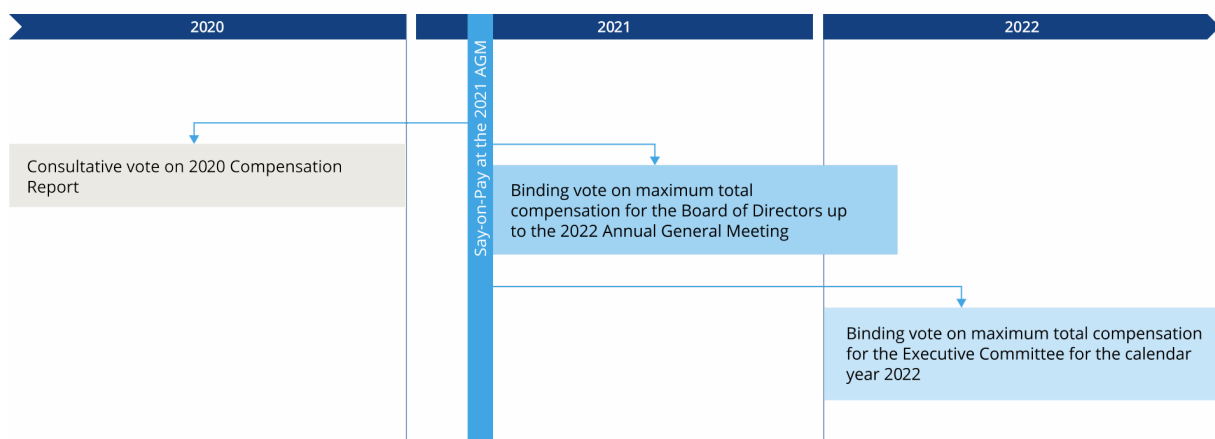 2020
2021
2022
Say-on-Pay at the 2021 AGM
Consultative vote on 2020 Compensation
Report
Binding vote on maximum total
compensation for the Board of Directors up
to the 2022 Annual General Meeting
Binding vote on maximum total compensation
for the Executive Committee for the calendar
year 2022